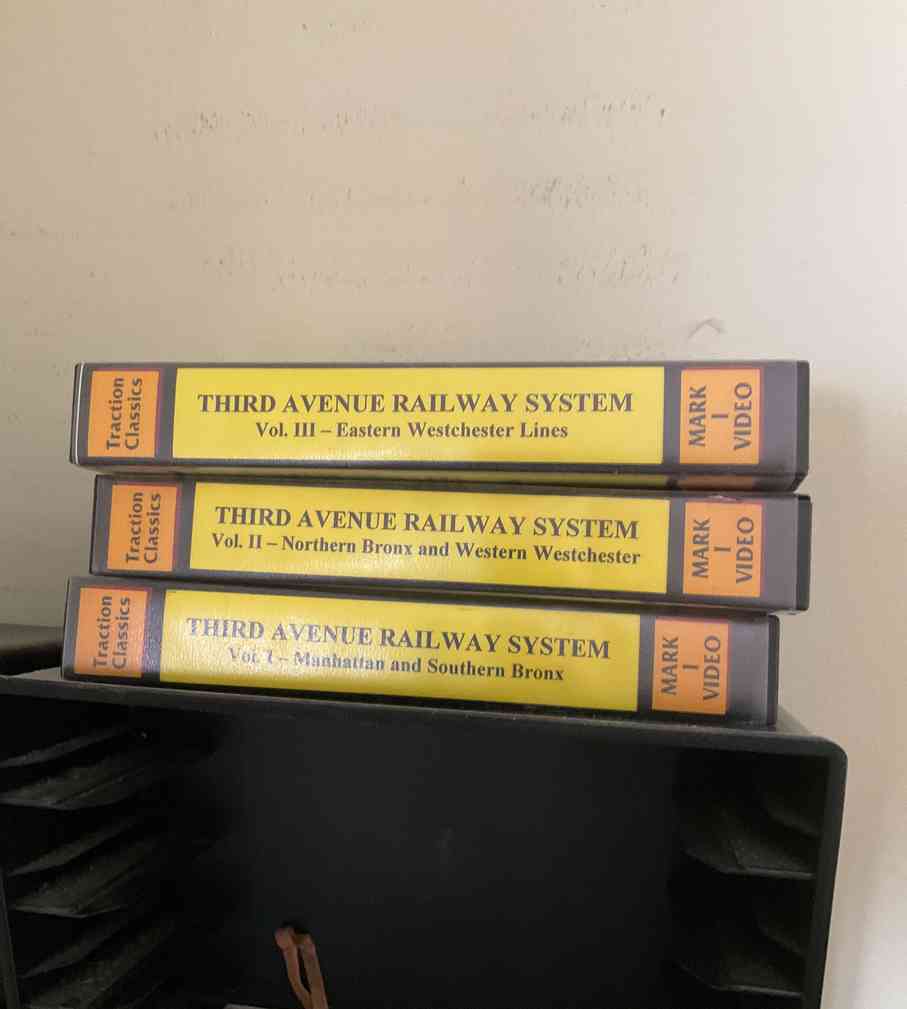 Traction
Classics
THIRD AVENUE RAILWAY SYSTEM
Vol. III – Eastern Westchester Lines
MARK
I
VIDEO
Traction
Classics
THIRD AVENUE RAILWAY SYSTEM
Vol. II – Northern Bronx and Western Westchester
MARK
I
VIDEO
Traction
Classics
THIRD AVENUE RAILWAY SYSTEM
Vol. I – Manhattan and Southern Bronx
MARK
I
VIDEO